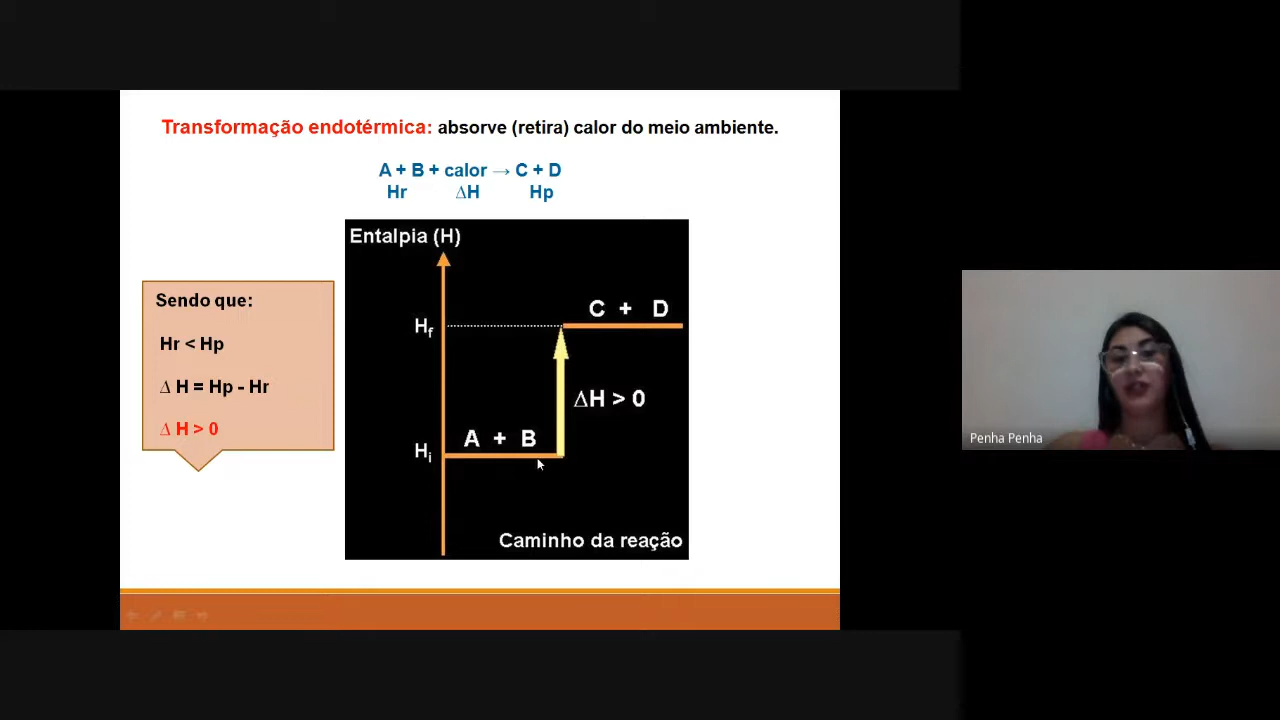 Transformação endotérmica: absorve (retira) calor do meio ambiente.
A + B + calor → C + D
Hr ΔH Hp
Sendo que:
Hr < Hp
Δ H = Hp - Hr
Δ H > 0
Entalpia (H)
C + D
Hf
ΔH > 0
A + B
Hi
Caminho da reação
Penha Penha